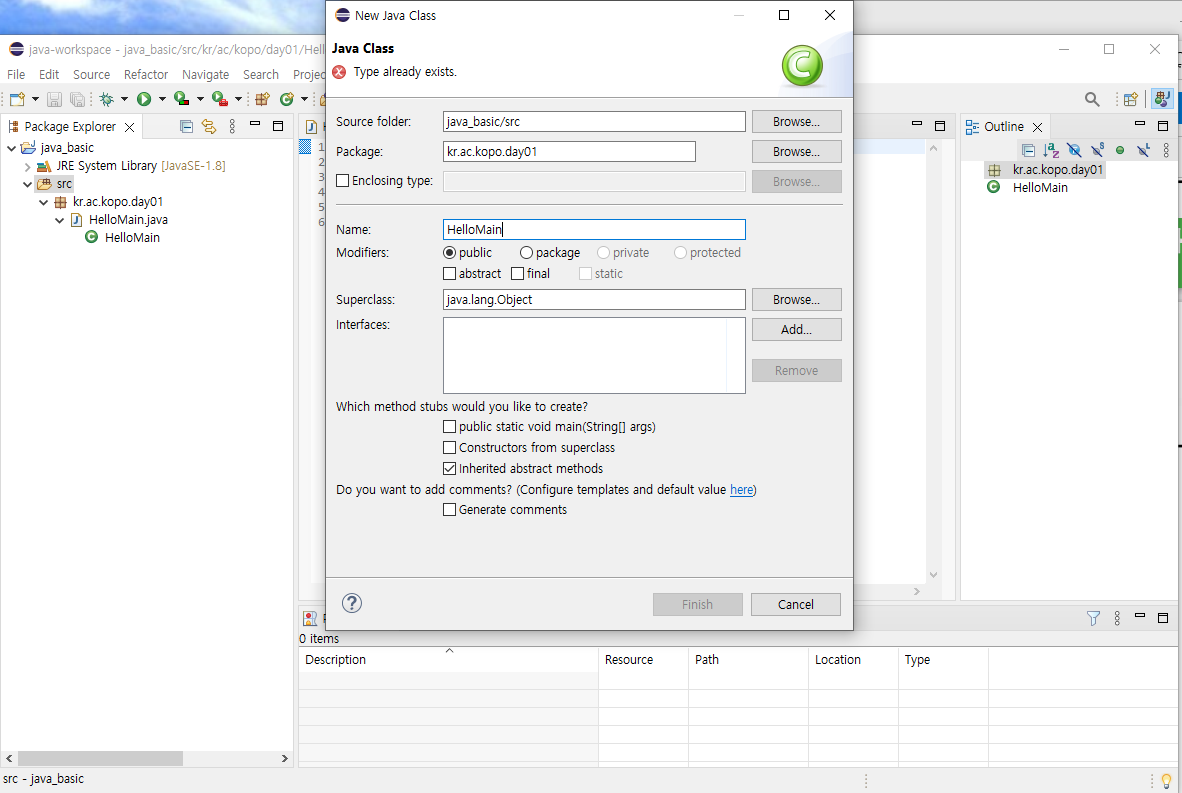 New Java Class
java-workspace - java_basic/src/kr/ac/kopo/day01/Hell
File Edit Source Refactor Navigate Search Projec
Java Class
Type already exists.
Package Explorer
java_basic
JRE System Library [JavaSE-1.8]
src
kr.ac.kopo.day01
HelloMain.java
HelloMain
1
2
3
4
5
6
Source folder: java_basic/src Browse...
Package: kr.ac.kopo.day01 Browse...
Enclosing type: Browse...
Name: HelloMain
Modifiers: public package private protected
abstract final static
Superclass: java.lang.Object Browse...
Interfaces: Add...
Remove
Which method stubs would you like to create?
public static void main(String[] args)
Constructors from superclass
Inherited abstract methods
Do you want to add comments? (Configure templates and default value here)
Generate comments
Finish Cancel
Outline
kr.ac.kopo.day01
HelloMain
0 items
Description Resource Path Location Type
src - java_basic